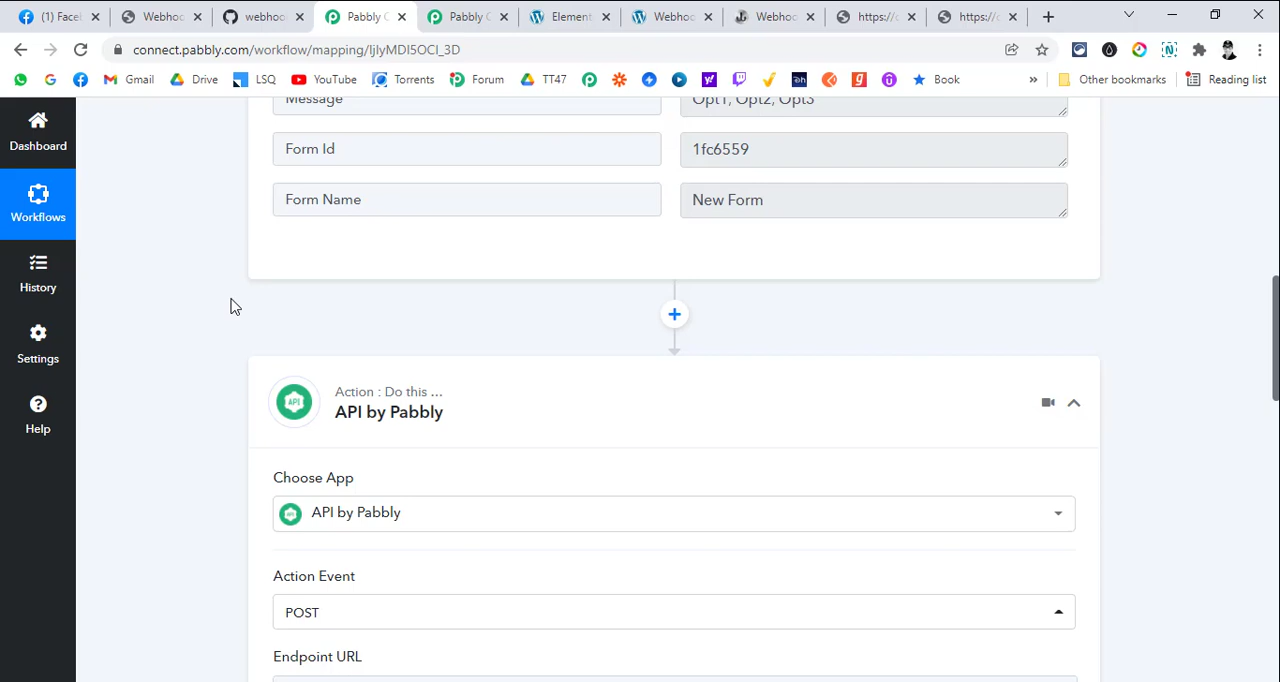 (1) Facel
Webhoo
webhoo
Pabbly C
Pabbly C
Element
Webhoo
Webhoo
https://c
https://c
connect.pabbly.com/workflow/mapping/IjIyMDI5OCI_3D
Gmail
Drive
LSQ
YouTube
Torrents
Forum
TT47
Book
»
Other bookmarks
Reading list
Dashboard
Workflows
History
Settings
Help
Message
Opt1, Opt2, Opt3
Form Id
1fc6559
Form Name
New Form
+
API
Action : Do this ...
API by Pabbly
Choose App
API by Pabbly
Action Event
POST
Endpoint URL